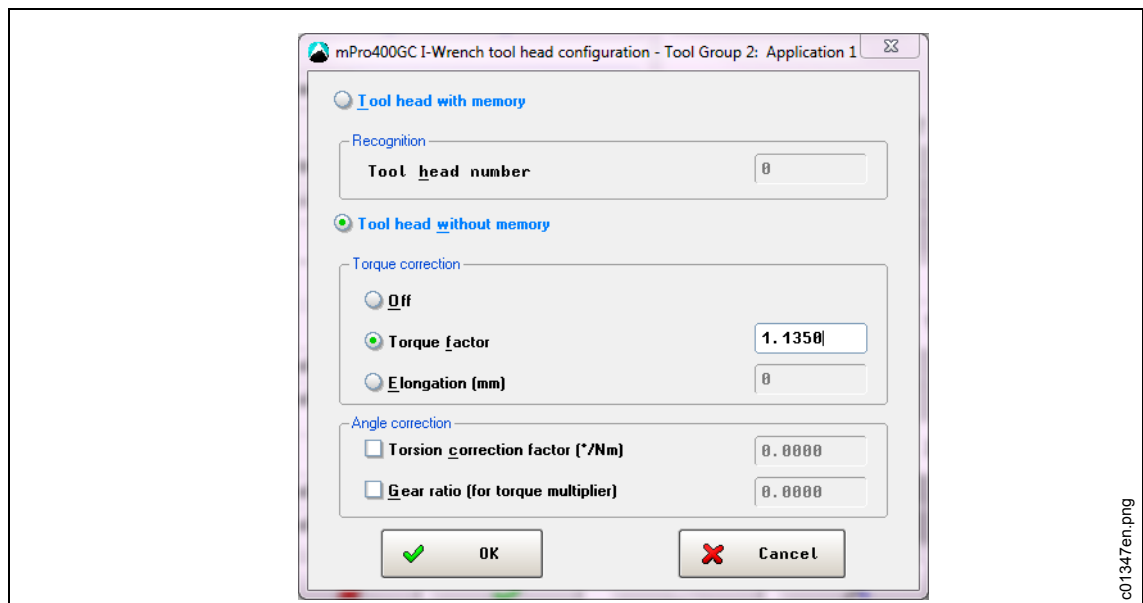 mPro400GC I-Wrench tool head configuration - Tool Group 2: Application 1
Tool head with memory
Recognition
Tool head number
0
Tool head without memory
Torque correction
Off
Torque factor
1.1350
Elongation (mm)
0
Angle correction
Torsion correction factor (°/Nm)
0.0000
Gear ratio (for torque multiplier)
0.0000
OK
Cancel
c01347en.png